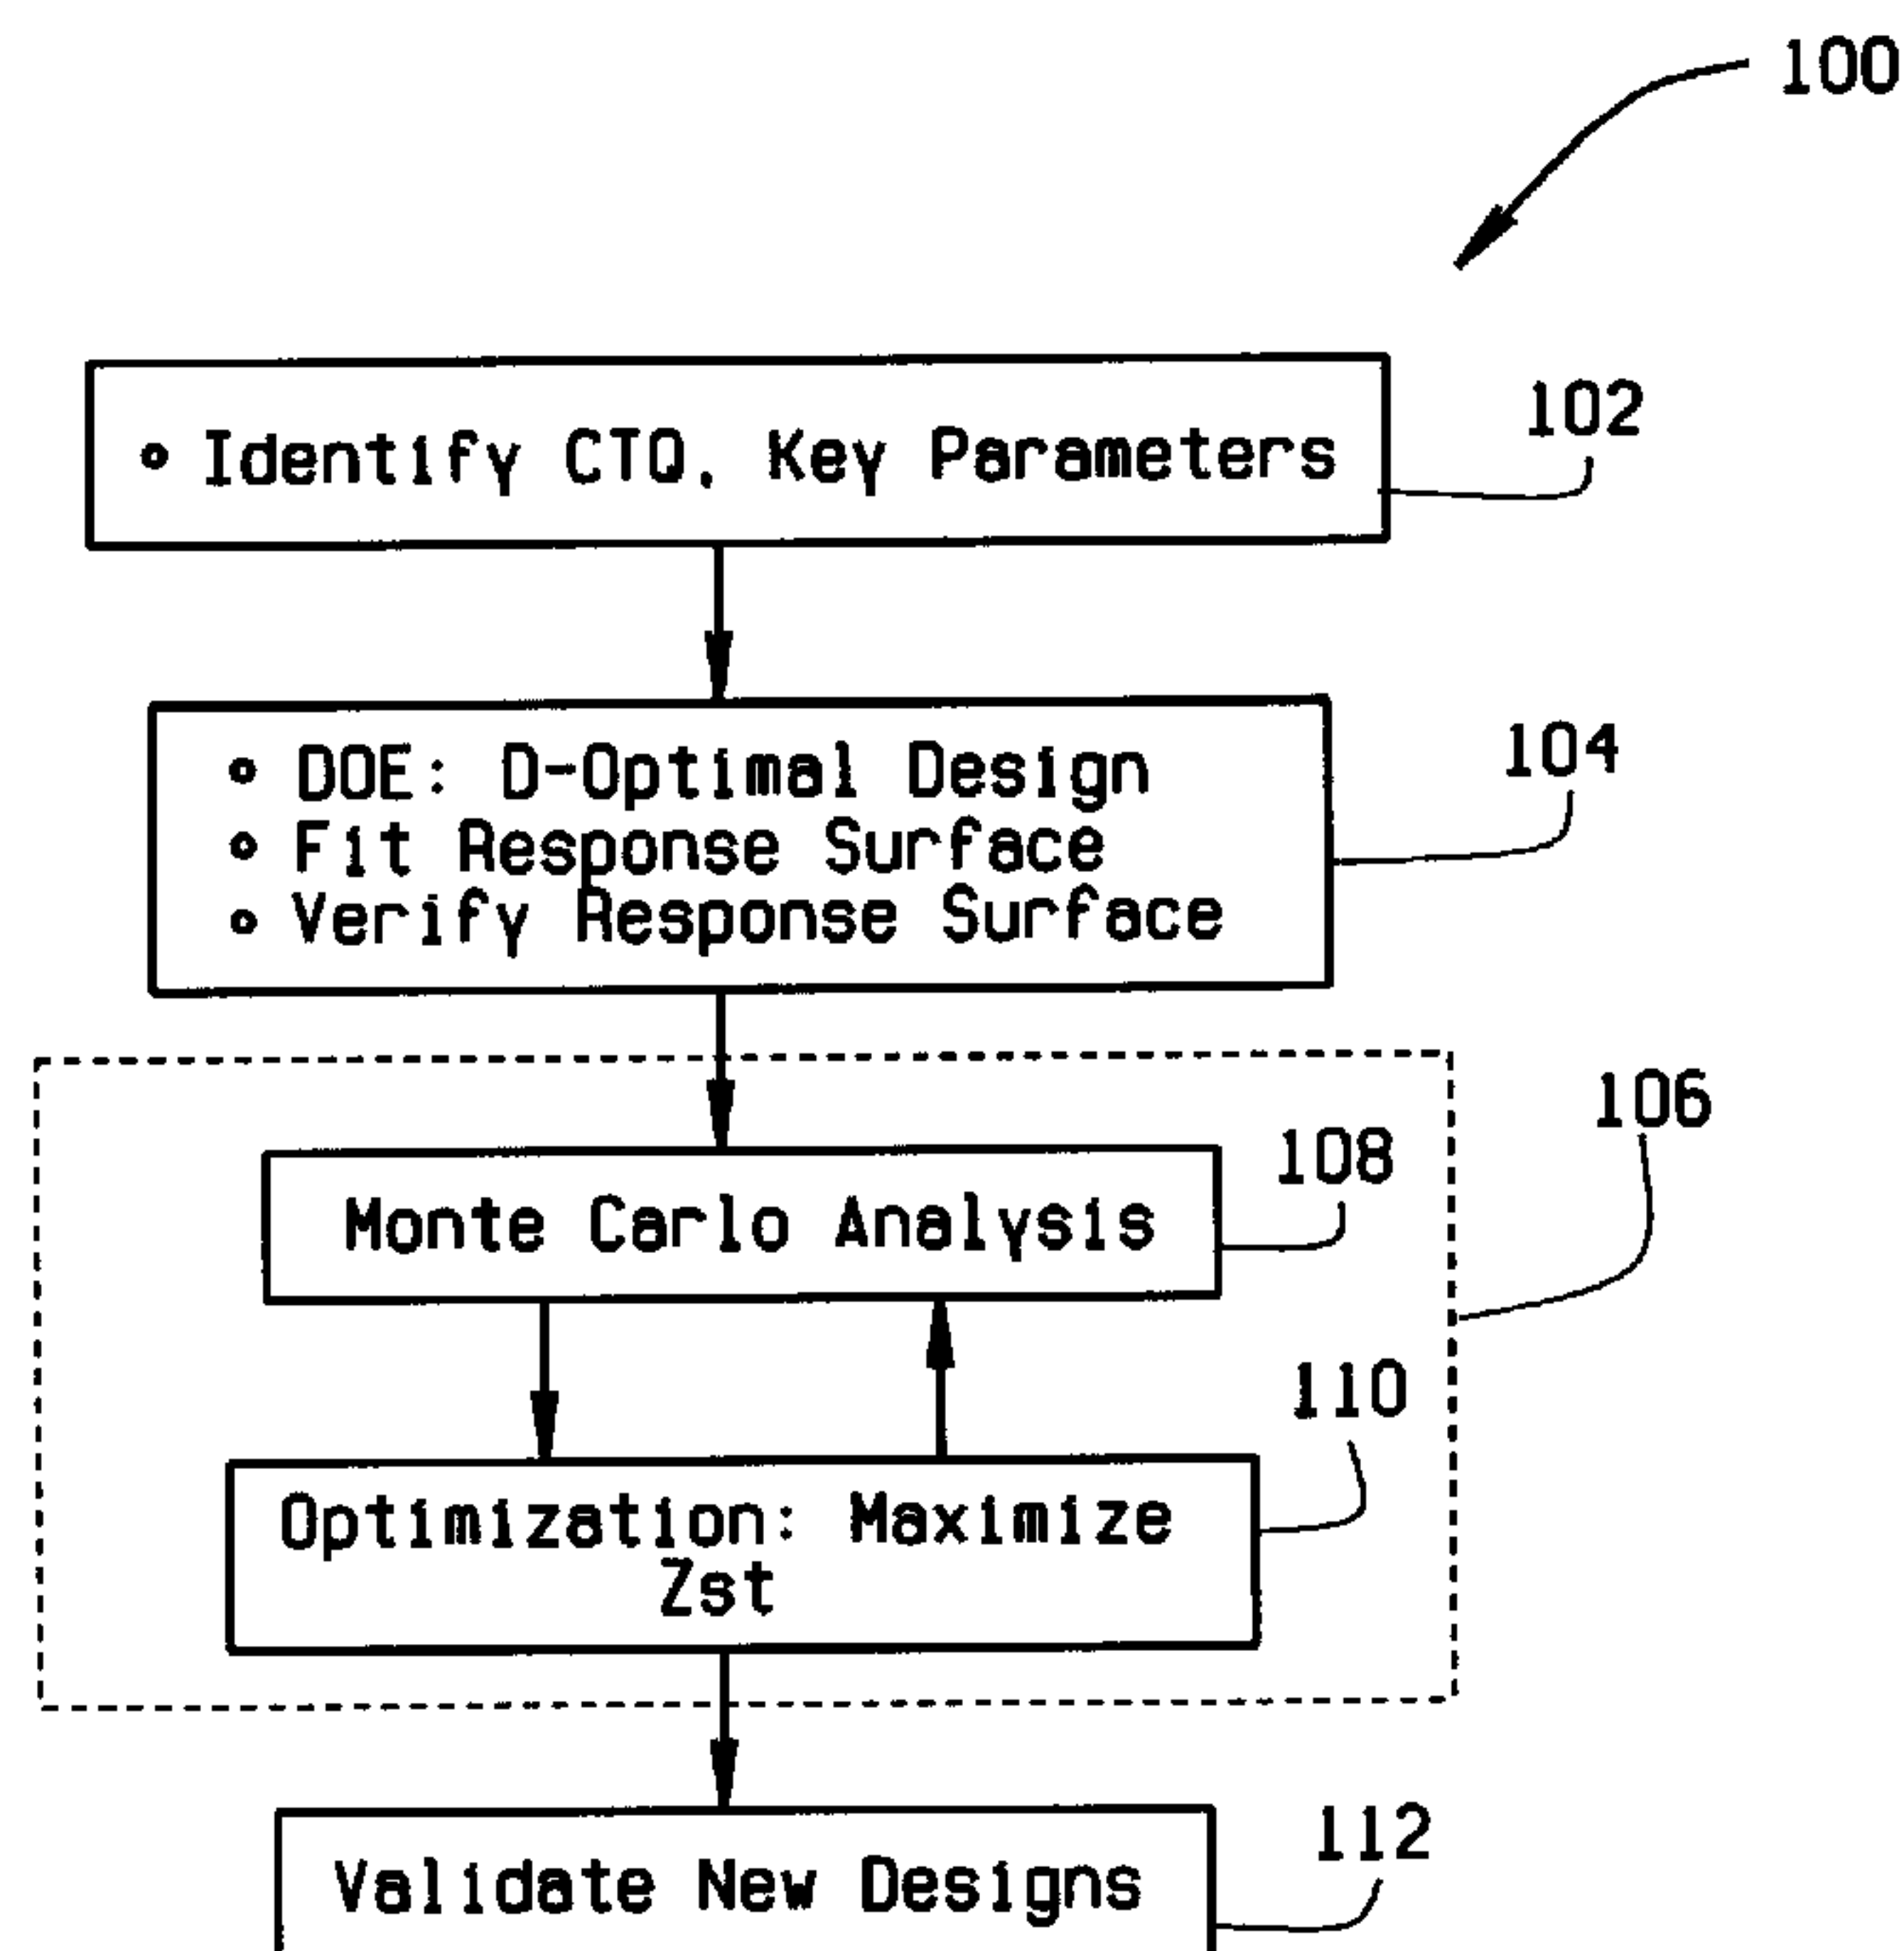 100
102
Identify CTQ, Key Parameters
104
DOE: D-Optimal Design
Fit Response Surface
Verify Response Surface
106
108
Monte Carlo Analysis
110
Optimization: Maximize
Zst
112
Validate New Designs